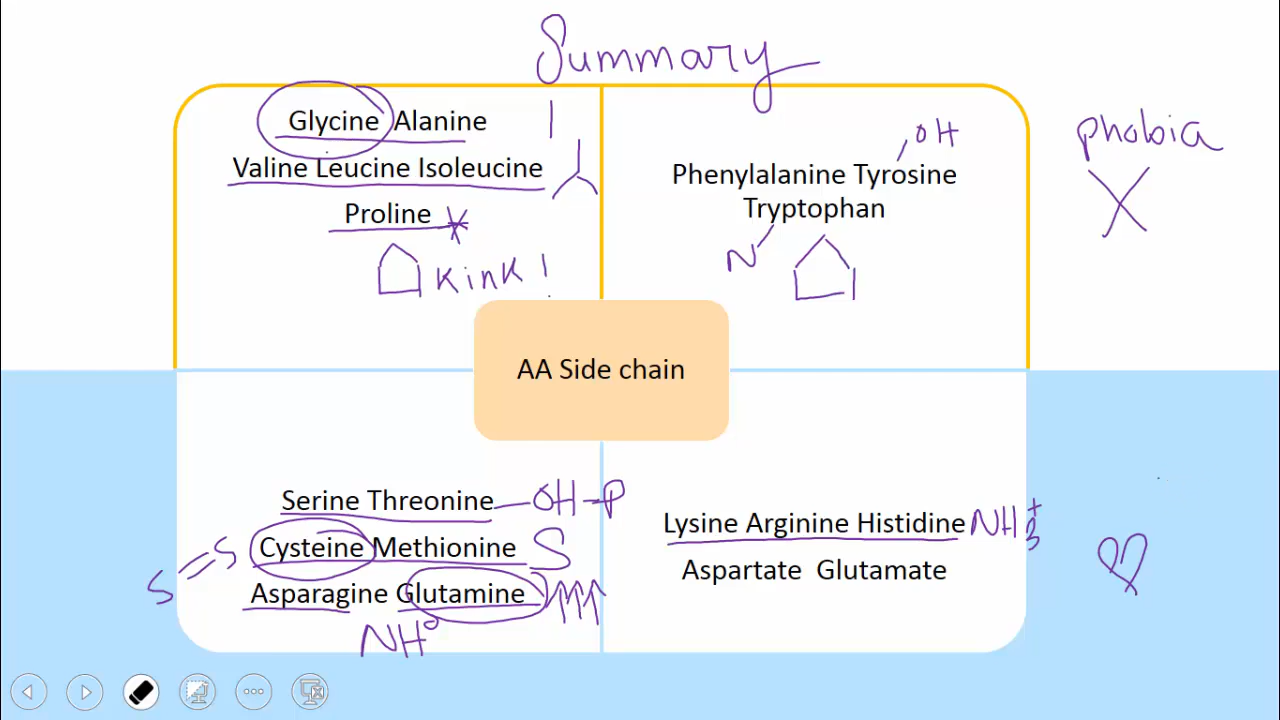 Summary
Glycine Alanine
Valine Leucine Isoleucine
Proline
Kink !
OH
Phenylalanine Tyrosine
Tryptophan
N
phobia
AA Side chain
Serine Threonine OH-P
Cysteine Methionine S
S=S
Asparagine Glutamine
NH
Lysine Arginine Histidine NH3+
Aspartate Glutamate